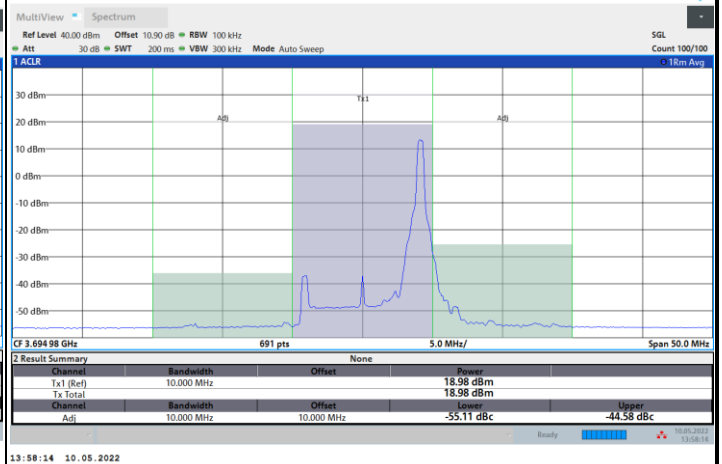 MultiView Spectrum
Ref Level 40.00 dBm Offset 10.90 dB RBW 100 kHz SGL
Att 30 dB SWT 200 ms VBW 300 kHz Mode Auto Sweep Count 100/100
1 ACLR 1Rm Avg
30 dBm
Tx1
20 dBm Adj Adj
10 dBm
0 dBm
-10 dBm
-20 dBm
-30 dBm
-40 dBm
-50 dBm
CF 3.694 98 GHz 691 pts 5.0 MHz/ Span 50.0 MHz
2 Result Summary None
Channel Bandwidth Offset Power
Tx1 (Ref) 10.000 MHz 18.98 dBm
Tx Total 18.98 dBm
Channel Bandwidth Offset Lower Upper
Adj 10.000 MHz 10.000 MHz -55.11 dBc -44.58 dBc
Ready 10.05.2022
13:58:14
13:58:14 10.05.2022